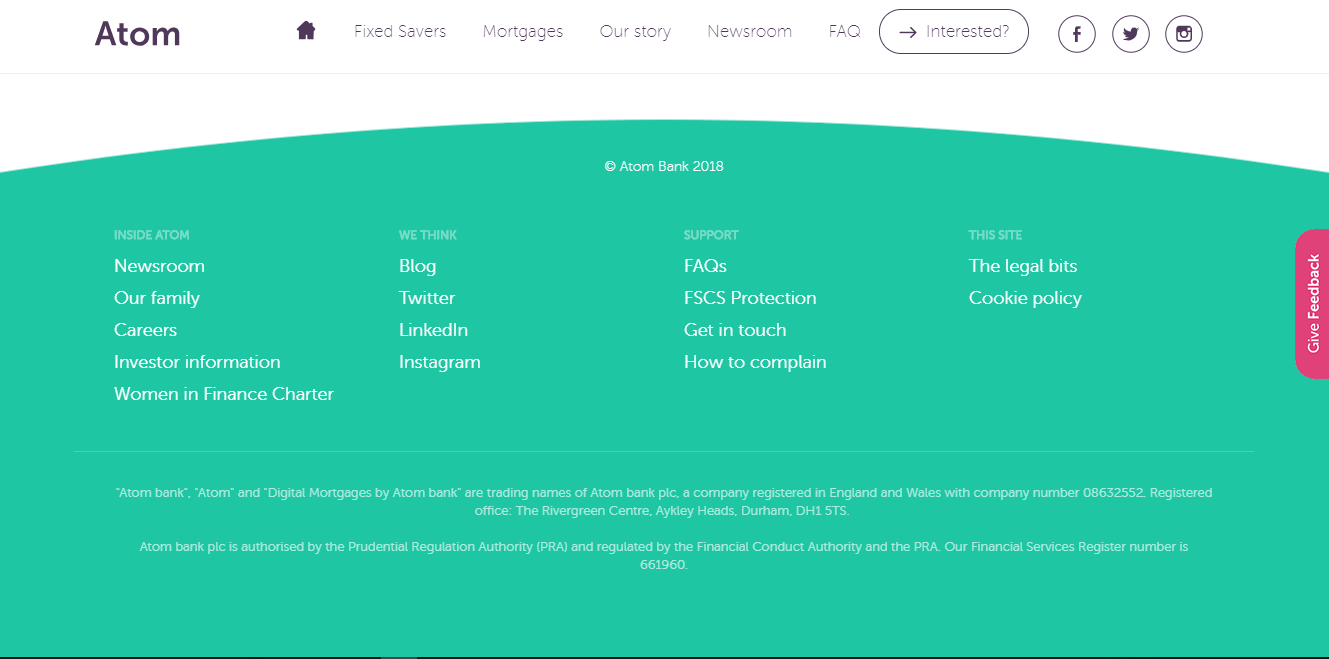 Atom
Fixed Savers
Mortgages
Our story
Newsroom
FAQ
Interested?
© Atom Bank 2018
INSIDE ATOM
Newsroom
Our family
Careers
Investor information
Women in Finance Charter
WE THINK
Blog
Twitter
LinkedIn
Instagram
SUPPORT
FAQs
FSCS Protection
Get in touch
How to complain
THIS SITE
The legal bits
Cookie policy
Give Feedback
"Atom bank", "Atom" and "Digital Mortgages by Atom bank" are trading names of Atom bank plc, a company registered in England and Wales with company number 08632552. Registered
office: The Rivergreen Centre, Aykley Heads, Durham, DH1 5TS.
Atom bank plc is authorised by the Prudential Regulation Authority (PRA) and regulated by the Financial Conduct Authority and the PRA. Our Financial Services Register number is
661960.